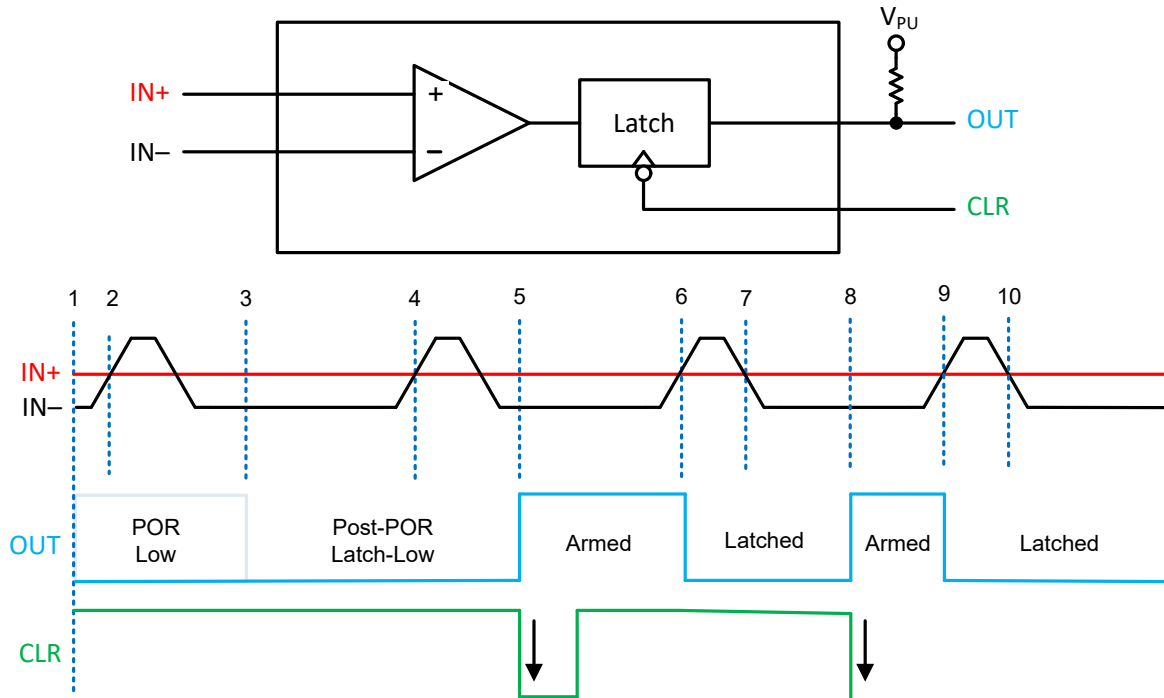 V_PU
IN+
+
Latch
OUT
IN–
–
CLR
1 2 3 4 5 6 7 8 9 10
IN+
IN–
OUT
POR
Low
Post-POR
Latch-Low
Armed
Latched
Armed
Latched
CLR